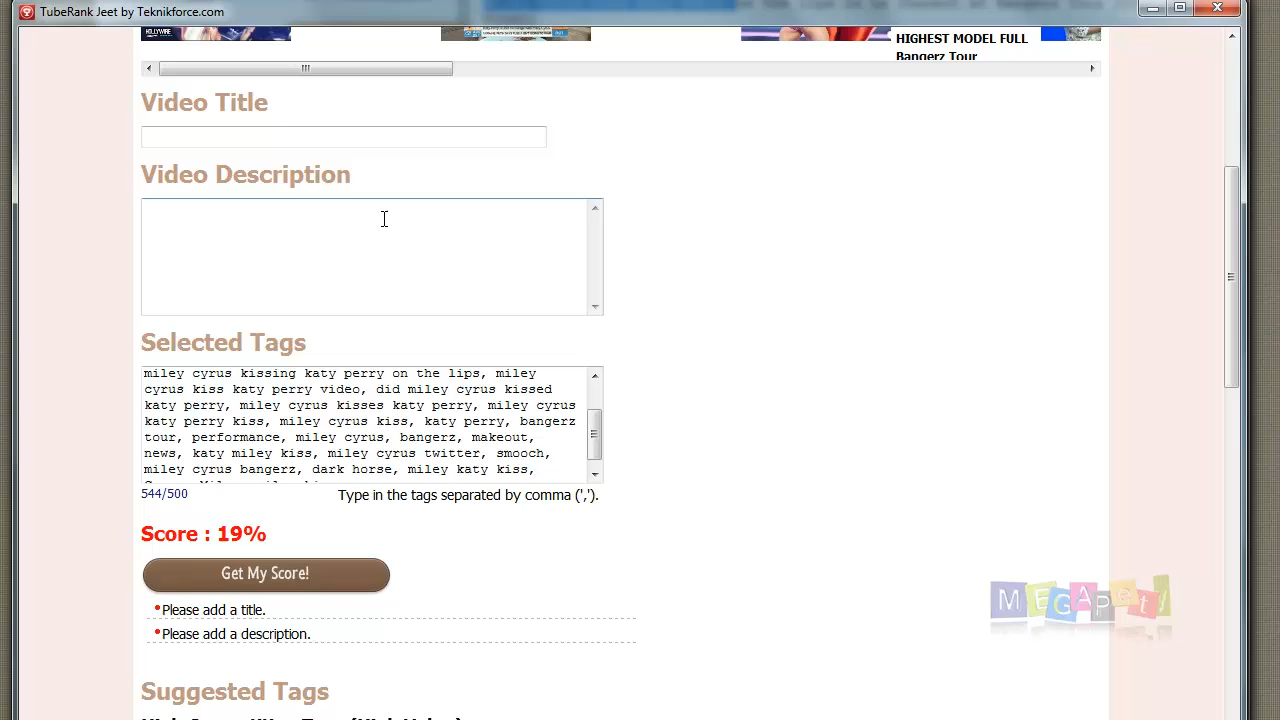 TubeRank Jeet by Teknikforce.com
HOLLYWIRE
HIGHEST MODEL FULL
Bangerz Tour
Video Title
Video Description
Selected Tags
miley cyrus kissing katy perry on the lips, miley
cyrus kiss katy perry video, did miley cyrus kissed
katy perry, miley cyrus kisses katy perry, miley cyrus
katy perry kiss, miley cyrus kiss, katy perry, bangerz
tour, performance, miley cyrus, bangerz, makeout,
news, katy miley kiss, miley cyrus twitter, smooch,
miley cyrus bangerz, dark horse, miley katy kiss,
544/500
Type in the tags separated by comma (',').
Score : 19%
Get My Score!
Please add a title.
Please add a description.
MEGAPetJ
Suggested Tags